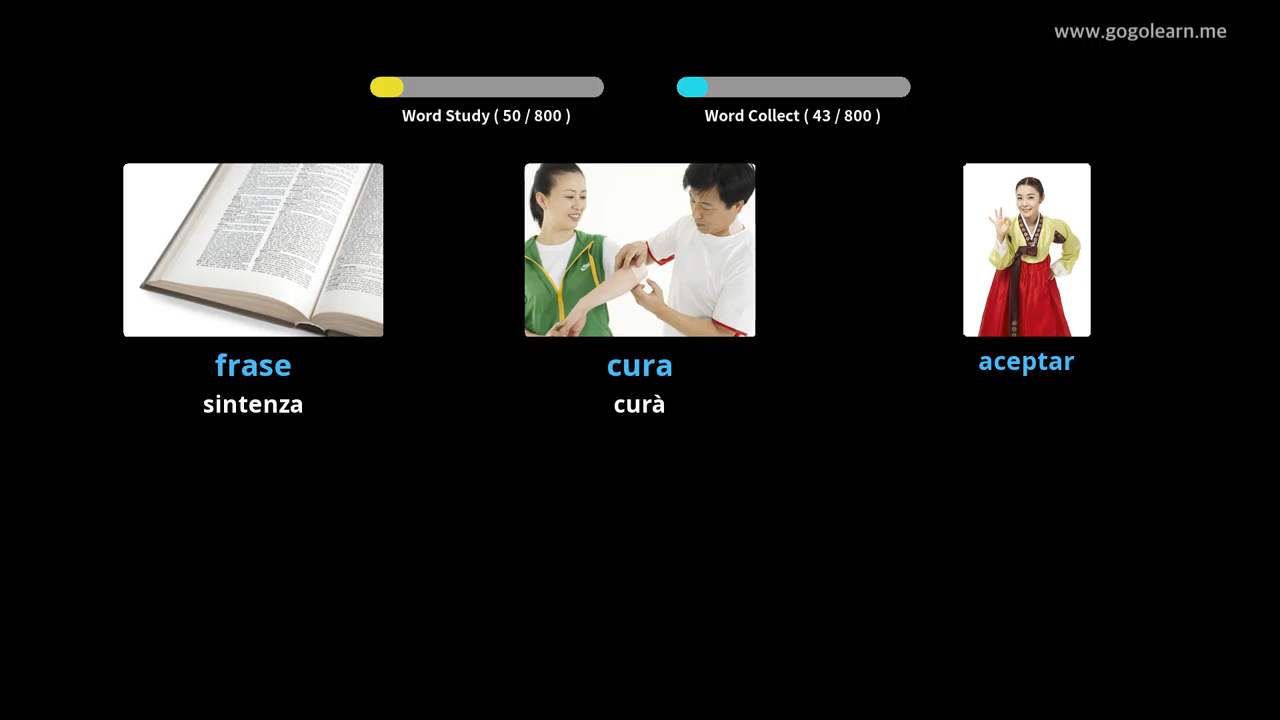 www.gogolearn.me
Word Study ( 50 / 800 )
Word Collect ( 43 / 800 )
frase
sintenza
cura
curà
aceptar